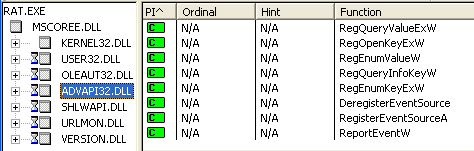 RAT.EXE
MSCOREE.DLL
KERNEL32.DLL
USER32.DLL
OLEAUT32.DLL
ADVAPI32.DLL
SHLWAPI.DLL
URLMON.DLL
VERSION.DLL
PI^ Ordinal Hint Function
C N/A N/A RegQueryValueExW
C N/A N/A RegOpenKeyExW
C N/A N/A RegEnumValueW
C N/A N/A RegQueryInfoKeyW
C N/A N/A RegEnumKeyExW
C N/A N/A DeregisterEventSource
C N/A N/A RegisterEventSourceA
C N/A N/A ReportEventW